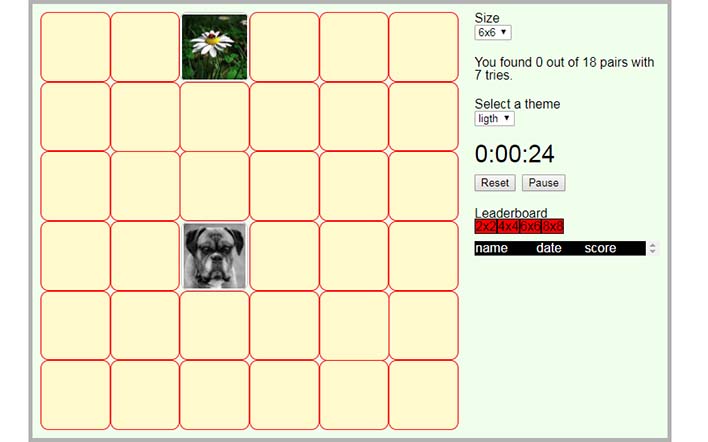 Size
6x6
You found 0 out of 18 pairs with
7 tries.
Select a theme
ligth
0:00:24
Reset Pause
Leaderboard
2x2 4x4 6x6 8x8
name date score